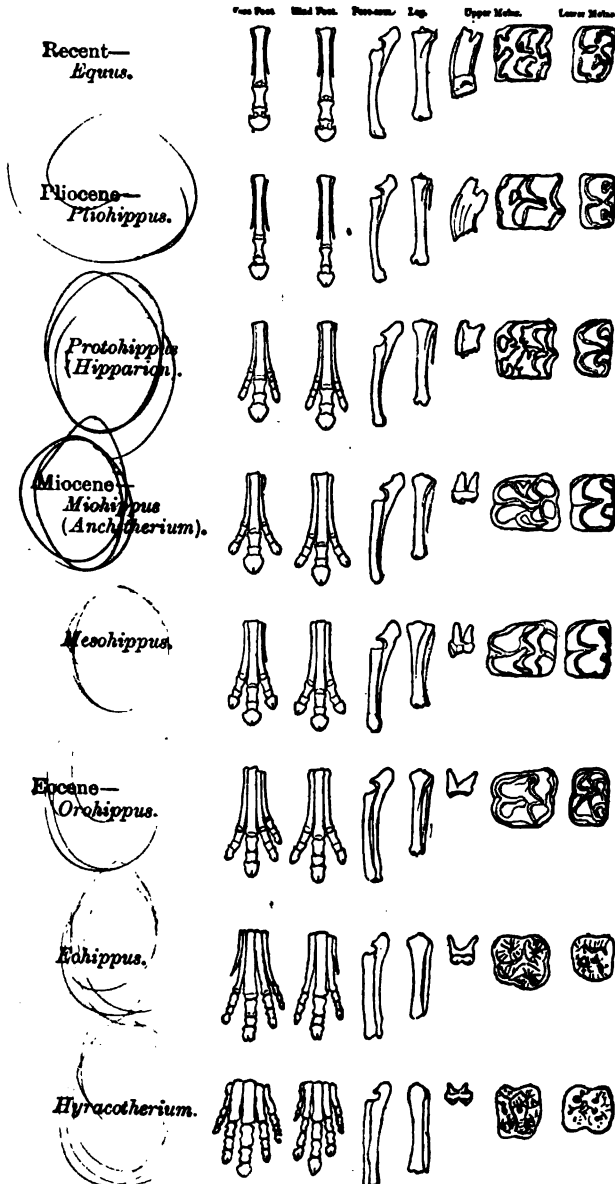 Fore Foot. Hind Foot. Fore-arm. Leg. Upper Molar. Lower Molar
Recent—
Equus.
Pliocene—
Pliohippus.
Protohippus
(Hipparion).
Miocene—
Miohippus
(Anchitherium).
Mesohippus.
Eocene—
Orohippus.
Eohippus.
Hyracotherium.